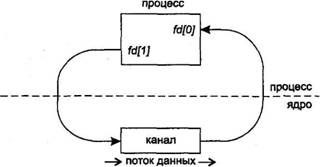 процесс
fd[0]
fd[1]
процесс
ядро
канал
поток данных